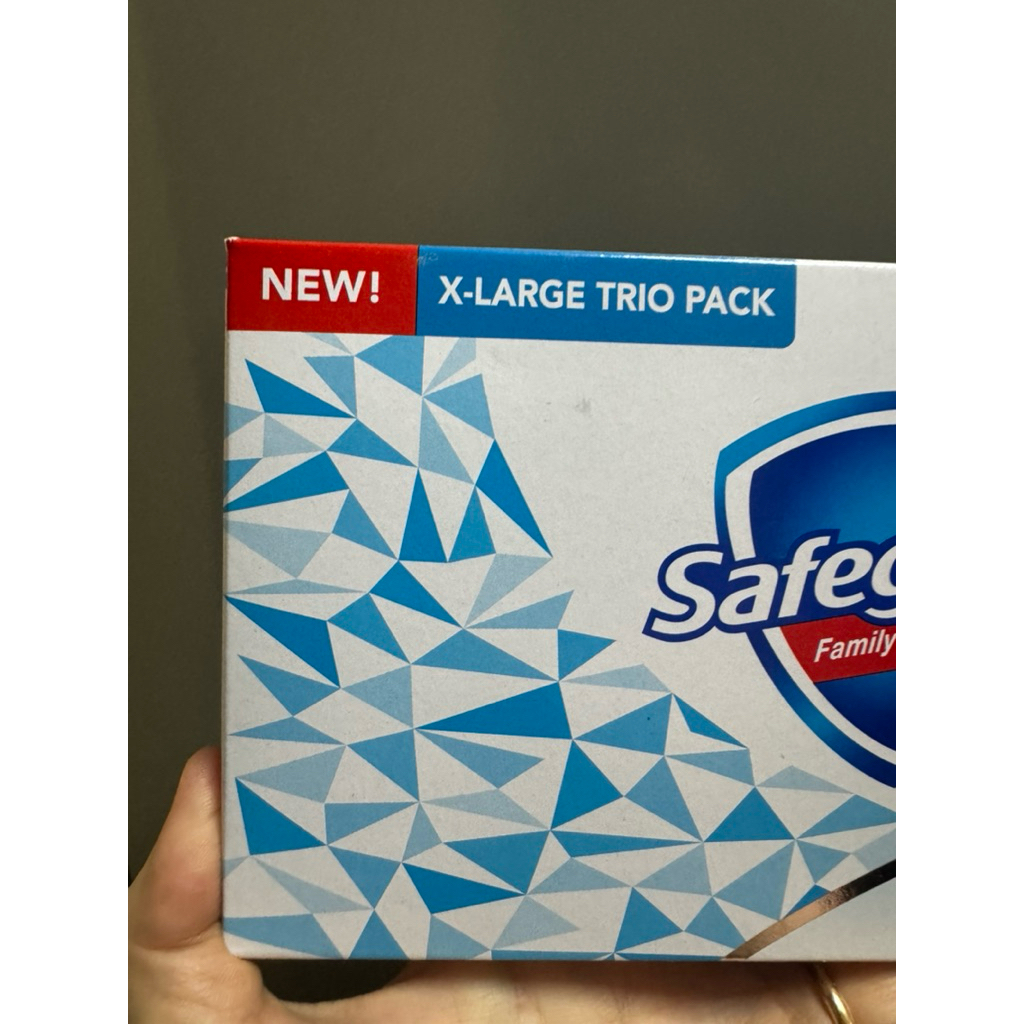 NEW!
X-LARGE TRIO PACK
Safeg
Family